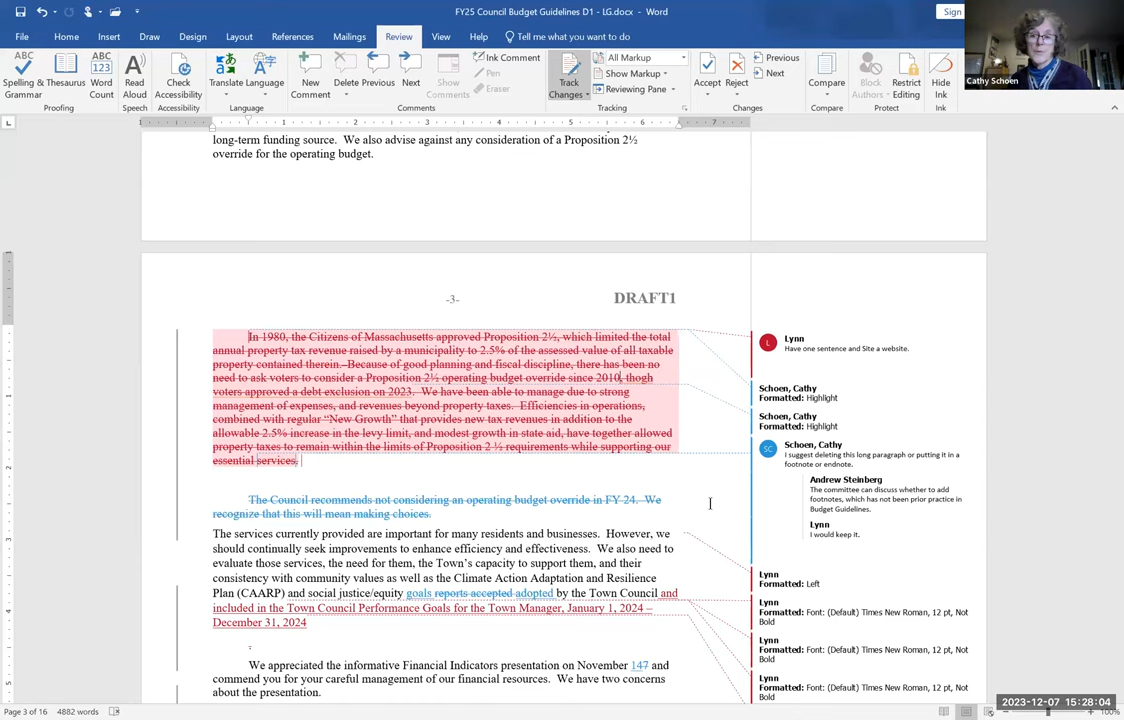 FY25 Council Budget Guidelines D1 - LG.docx - Word
Sign
File Home Insert Draw Design Layout References Mailings Review View Help Tell me what you want to do
Spelling & Grammar
Thesaurus
Word Count
Read Aloud
Check Accessibility
Translate
Language
New Comment
Delete
Previous
Next
Show Comments
Ink Comment
Pen
Eraser
Track Changes
All Markup
Show Markup
Reviewing Pane
Accept
Reject
Previous
Next
Compare
Block Authors
Restrict Editing
Hide Ink
Proofing
Speech
Accessibility
Language
Comments
Tracking
Changes
Compare
Protect
Ink
Cathy Schoen
long-term funding source. We also advise against any consideration of a Proposition 2½
override for the operating budget.
-3-
DRAFT1
In 1980, the Citizens of Massachusetts approved Proposition 2½, which limited the total
annual property tax revenue raised by a municipality to 2.5% of the assessed value of all taxable
property contained therein. Because of good planning and fiscal discipline, there has been no
need to ask voters to consider a Proposition 2½ operating budget override since 2010, thogh
voters approved a debt exclusion on 2023. We have been able to manage due to strong
management of expenses, and revenues beyond property taxes. Efficiencies in operations,
combined with regular “New Growth” that provides new tax revenues in addition to the
allowable 2.5% increase in the levy limit, and modest growth in state aid, have together allowed
property taxes to remain within the limits of Proposition 2 ½ requirements while supporting our
essential services.
The Council recommends not considering an operating budget override in FY 24. We
recognize that this will mean making choices.
The services currently provided are important for many residents and businesses. However, we
should continually seek improvements to enhance efficiency and effectiveness. We also need to
evaluate those services, the need for them, the Town's capacity to support them, and their
consistency with community values as well as the Climate Action Adaptation and Resilience
Plan (CAARP) and social justice/equity goals reports accepted adopted by the Town Council and
included in the Town Council Performance Goals for the Town Manager, January 1, 2024 –
December 31, 2024
.
We appreciated the informative Financial Indicators presentation on November 147 and
commend you for your careful management of our financial resources. We have two concerns
about the presentation.
L
Lynn
Have one sentence and Site a website.
Schoen, Cathy
Formatted: Highlight
Schoen, Cathy
Formatted: Highlight
SC
Schoen, Cathy
I suggest deleting this long paragraph or putting it in a
footnote or endnote.
Andrew Steinberg
The committee can discuss whether to add
footnotes, which has not been prior practice in
Budget Guidelines.
Lynn
I would keep it.
Lynn
Formatted: Left
Lynn
Formatted: Font: (Default) Times New Roman, 12 pt, Not
Bold
Lynn
Formatted: Font: (Default) Times New Roman, 12 pt, Not
Bold
Lynn
Formatted: Font: (Default) Times New Roman, 12 pt, Not
Bold
2023-12-07 15:28:04
Page 3 of 16 4882 words
100%